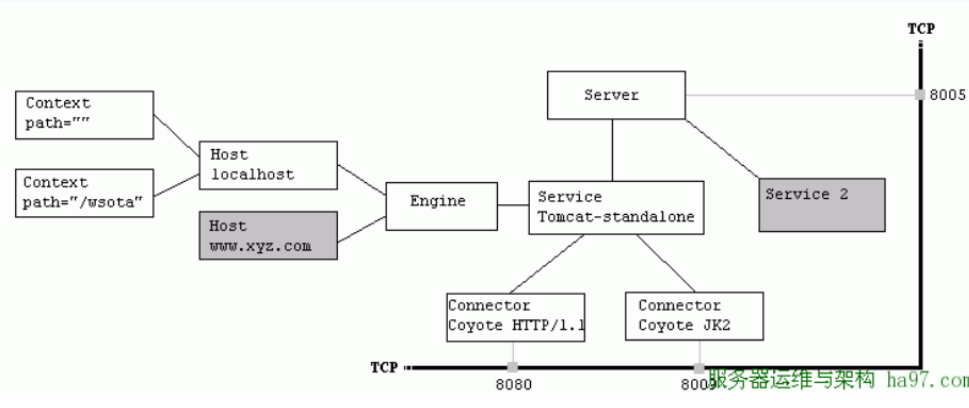 TCP
Server
8005
Context
path=""
Host
localhost
Context
path="/wsota"
Engine
Service
Tomcat-standalone
Service 2
Host
www.xyz.com
Connector
Coyote HTTP/1.1
Connector
Coyote JK2
TCP
8080
8009
服务器运维与架构 ha97.com